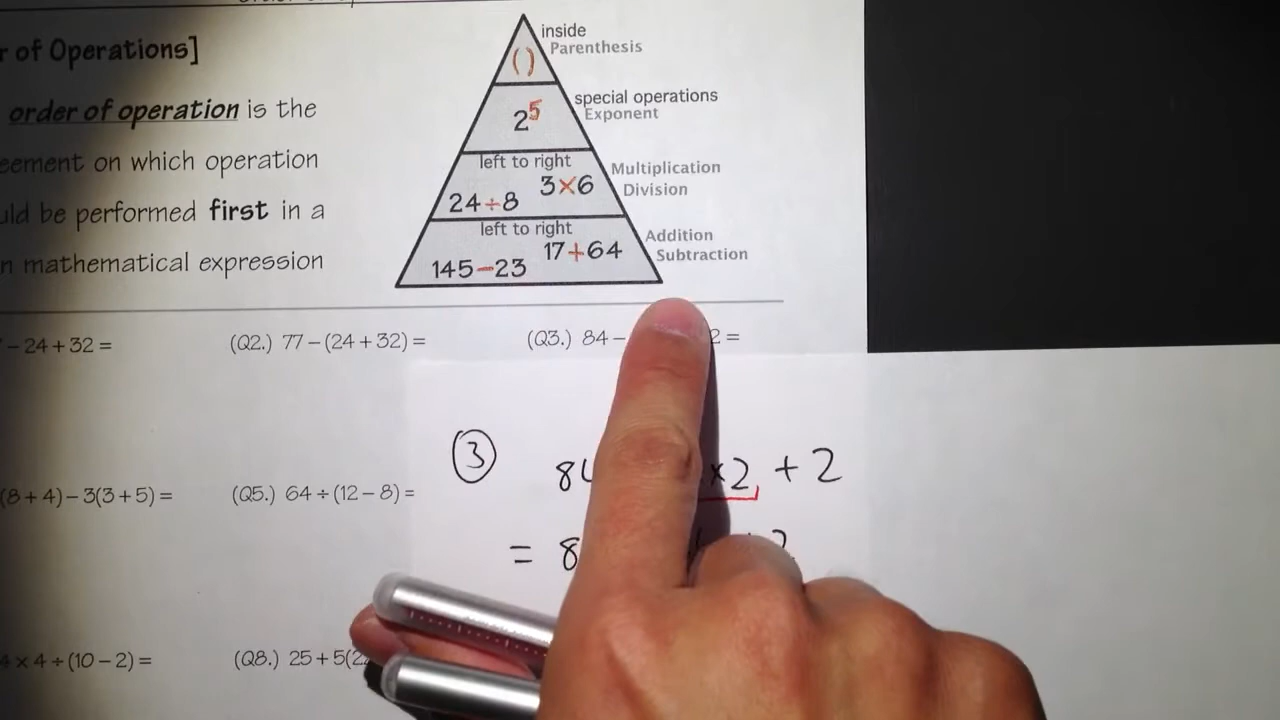 r of Operations]
order of operation is the
eement on which operation
uld be performed first in a
n mathematical expression
inside
Parenthesis
( )
special operations
Exponent
2⁵
left to right
Multiplication
Division
24÷8 3×6
left to right
Addition
Subtraction
145-23 17+64
- 24 + 32 =
(Q2.) 77 – (24 + 32) =
(Q3.) 84 – 2 =
(8 + 4) – 3(3 + 5) =
(Q5.) 64 ÷ (12 – 8) =
4 × 4 ÷ (10 – 2) =
(Q8.) 25 + 5(2
③ 84 ×2 + 2
= 8 + 2